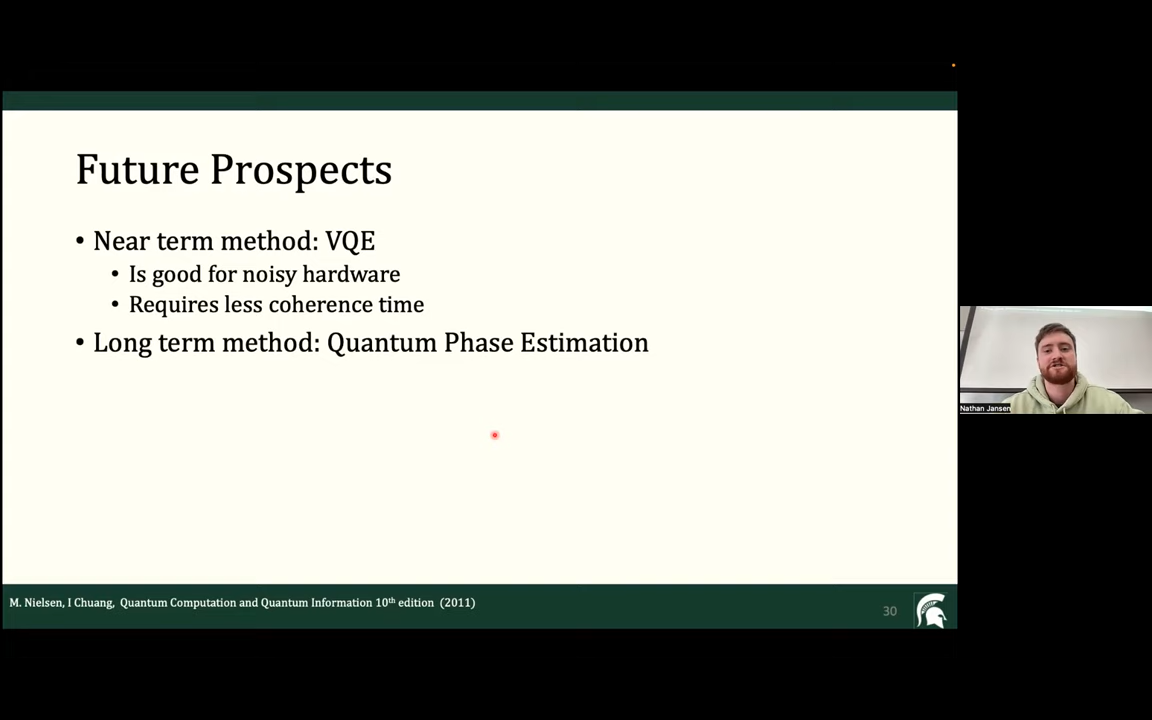 Future Prospects
• Near term method: VQE
• Is good for noisy hardware
• Requires less coherence time
• Long term method: Quantum Phase Estimation
Nathan Jansen
M. Nielsen, I Chuang, Quantum Computation and Quantum Information 10th edition (2011)
30